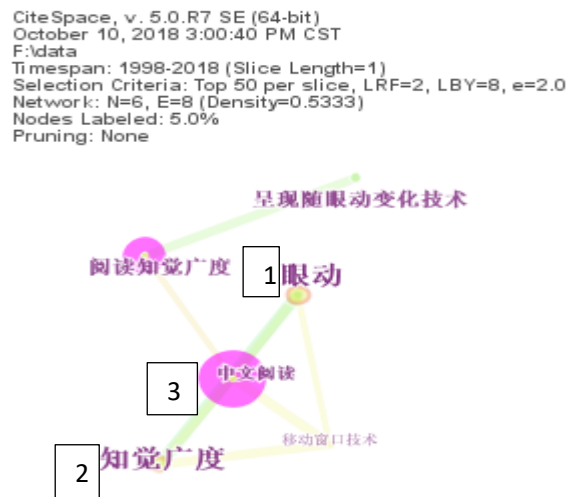 CiteSpace, v. 5.0.R7 SE (64-bit)
October 10, 2018 3:00:40 PM CST
F:\data
Timespan: 1998-2018 (Slice Length=1)
Selection Criteria: Top 50 per slice, LRF=2, LBY=8, e=2.0
Network: N=6, E=8 (Density=0.5333)
Nodes Labeled: 5.0%
Pruning: None
呈现随眼动变化技术
阅读知觉广度
1 眼动
中文阅读
3
移动窗口技术
2 知觉广度